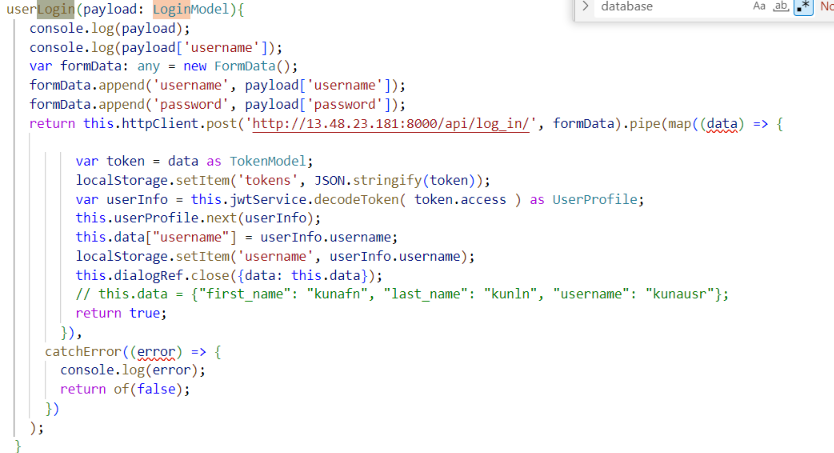 userLogin(payload: LoginModel){
database Aa ab .* No
console.log(payload);
console.log(payload['username']);
var formData: any = new FormData();
formData.append('username', payload['username']);
formData.append('password', payload['password']);
return this.httpClient.post('http://13.48.23.181:8000/api/log_in/', formData).pipe(map((data) => {
var token = data as TokenModel;
localStorage.setItem('tokens', JSON.stringify(token));
var userInfo = this.jwtService.decodeToken( token.access ) as UserProfile;
this.userProfile.next(userInfo);
this.data["username"] = userInfo.username;
localStorage.setItem('username', userInfo.username);
this.dialogRef.close({data: this.data});
// this.data = {"first_name": "kunafn", "last_name": "kunln", "username": "kunausr"};
return true;
}),
catchError((error) => {
console.log(error);
return of(false);
})
);
}